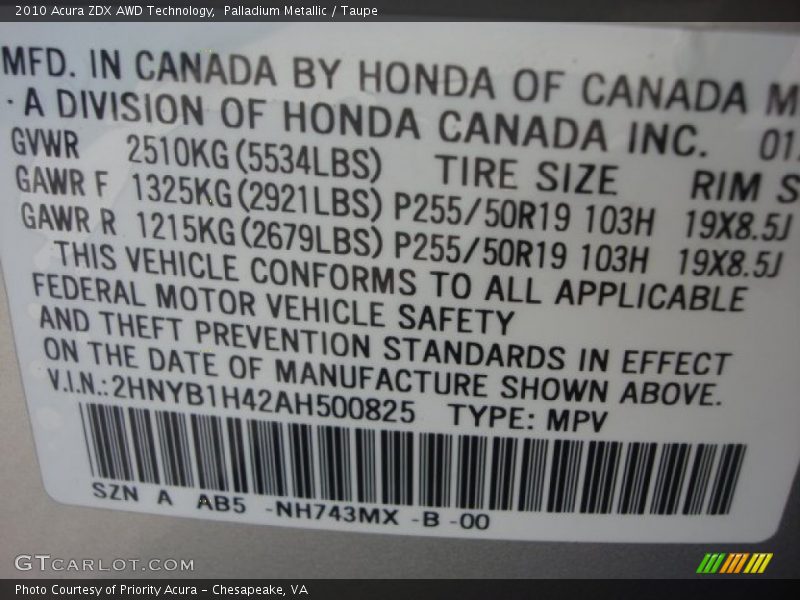 2010 Acura ZDX AWD Technology, Palladium Metallic / Taupe
MFD. IN CANADA BY HONDA OF CANADA M
· A DIVISION OF HONDA CANADA INC. 01
GVWR 2510KG(5534LBS) TIRE SIZE RIM S
GAWR F 1325KG(2921LBS) P255/50R19 103H 19X8.5J
GAWR R 1215KG(2679LBS) P255/50R19 103H 19X8.5J
THIS VEHICLE CONFORMS TO ALL APPLICABLE
FEDERAL MOTOR VEHICLE SAFETY
AND THEFT PREVENTION STANDARDS IN EFFECT
ON THE DATE OF MANUFACTURE SHOWN ABOVE.
V.I.N.:2HNYB1H42AH500825 TYPE: MPV
SZN A AB5 -NH743MX -B -00
GTCARLOT.COM
Photo Courtesy of Priority Acura - Chesapeake, VA